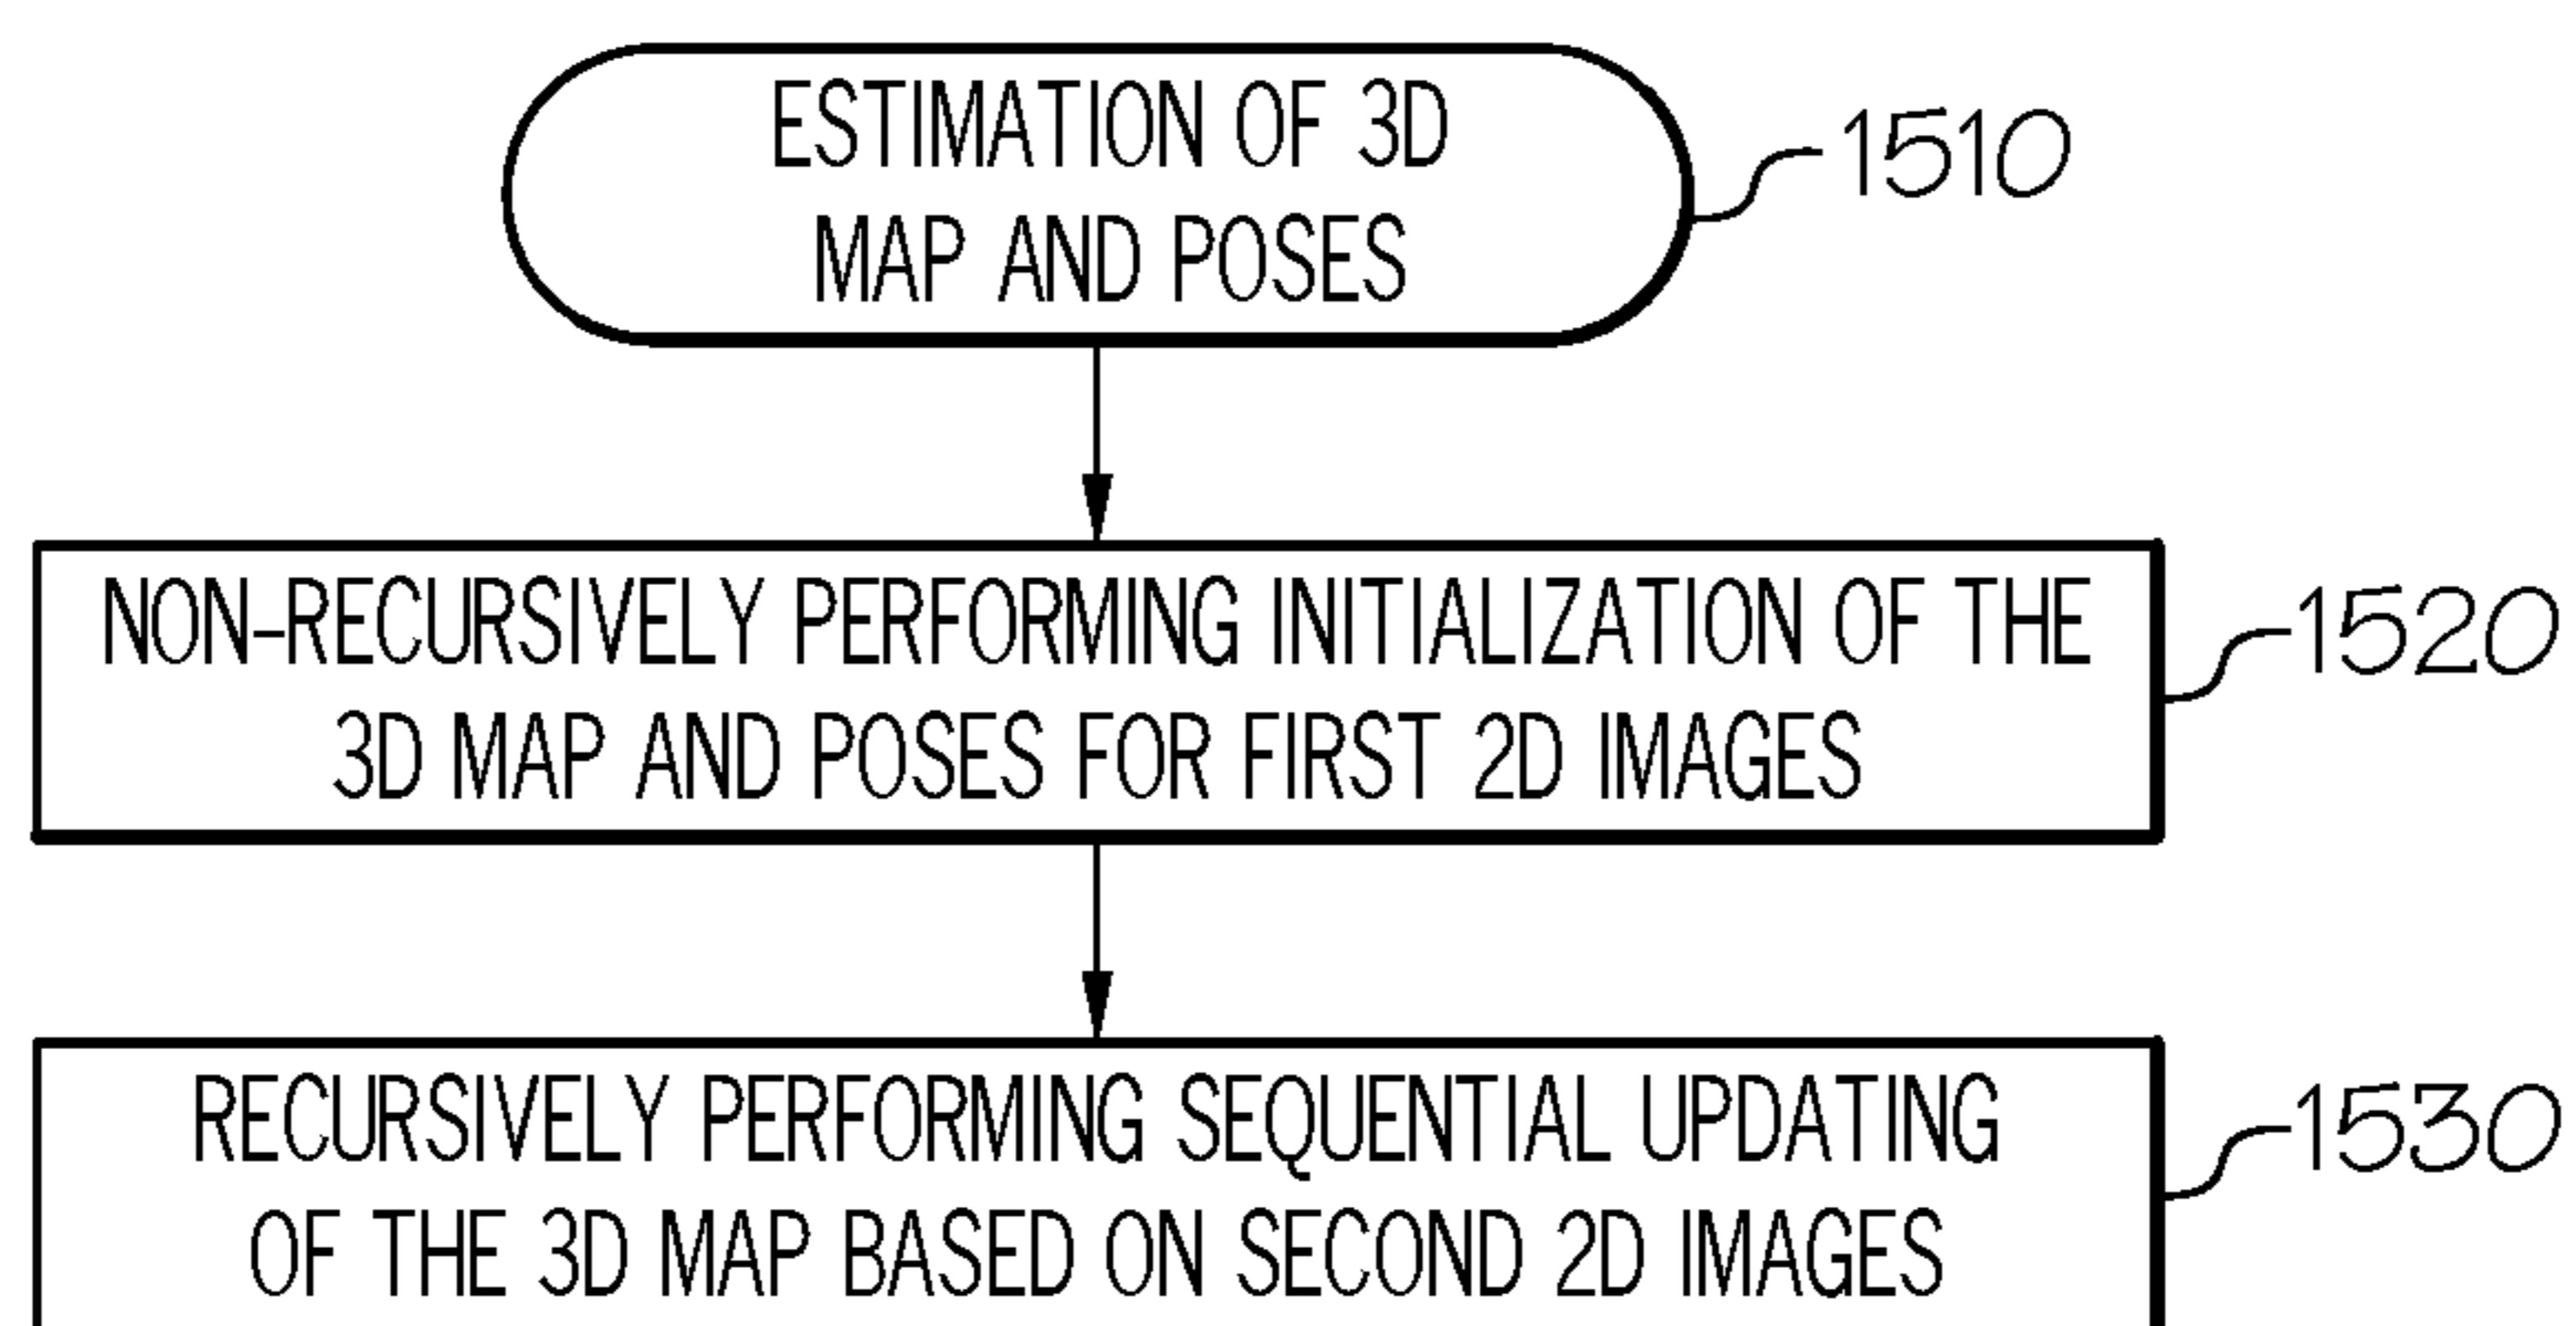 ESTIMATION OF 3D
MAP AND POSES
1510
NON-RECURSIVELY PERFORMING INITIALIZATION OF THE
3D MAP AND POSES FOR FIRST 2D IMAGES
1520
RECURSIVELY PERFORMING SEQUENTIAL UPDATING
OF THE 3D MAP BASED ON SECOND 2D IMAGES
1530